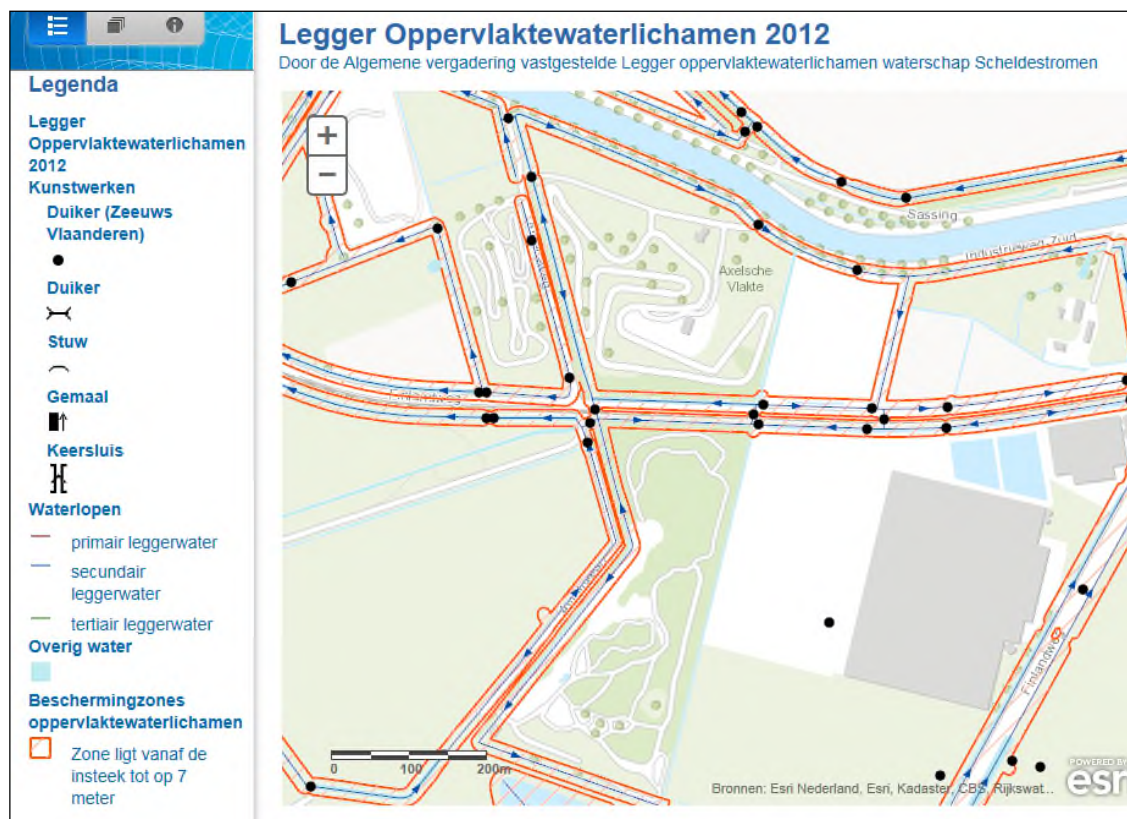 Legger Oppervlaktewaterlichamen 2012
Door de Algemene vergadering vastgestelde Legger oppervlaktewaterlichamen waterschap Scheldestromen
Legenda
Legger
Oppervlaktewaterlichamen
2012
Kunstwerken
Duiker (Zeeuws
Vlaanderen)
Duiker
Stuw
Gemaal
Keersluis
Waterlopen
primair leggerwater
secundair
leggerwater
tertiair leggerwater
Overig water
Beschermingzones
oppervlaktewaterlichamen
Zone ligt vanaf de
insteek tot op 7
meter
+
−
Sassing
Industrieweg Zuid
Axelsche
Vlakte
Finlandweg
Finlandweg
0 100 200m
Bronnen: Esri Nederland, Esri, Kadaster, CBS, Rijkswat...
POWERED BY
esri